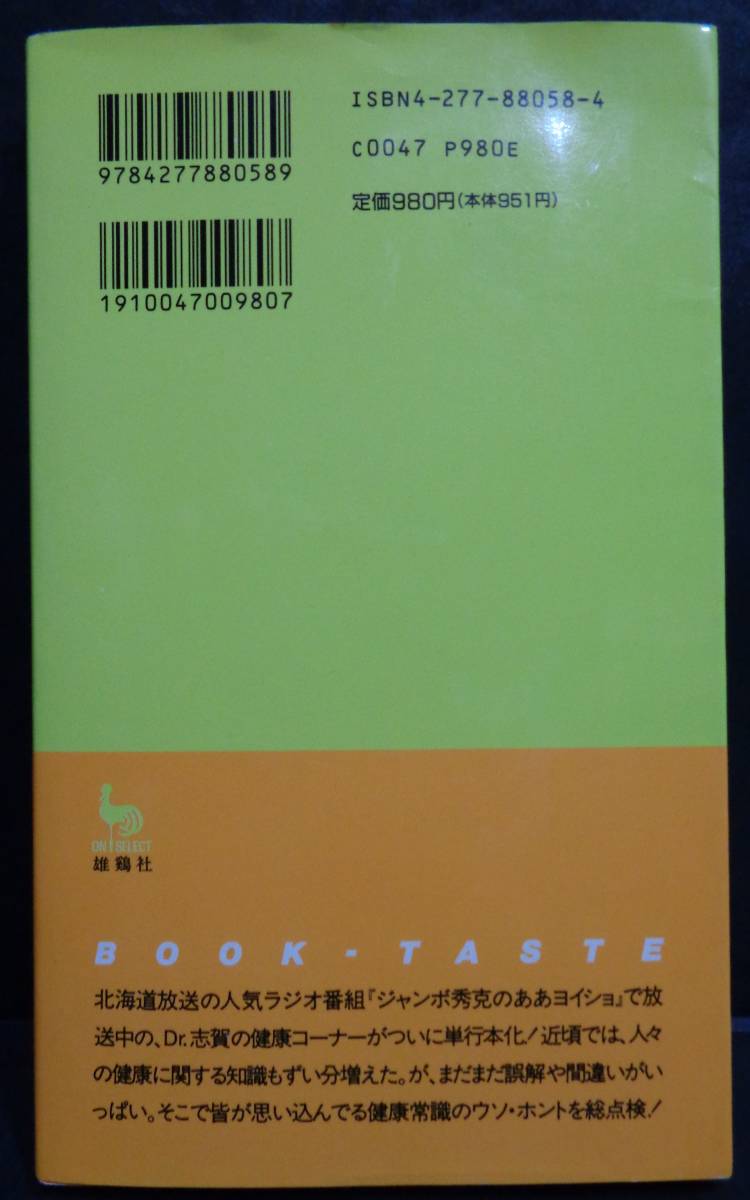 ISBN4-277-88058-4
C0047 P980E
定価980円(本体951円)
9784277880589
1910047009807
ON SELECT
雄鶏社
BOOK-TASTE
北海道放送の人気ラジオ番組『ジャンボ秀克のああヨイショ』で放
送中の、Dr.志賀の健康コーナーがついに単行本化!近頃では、人々
の健康に関する知識もずい分増えた。が、まだまだ誤解や間違いがい
っぱい。そこで皆が思い込んでる健康常識のウソ・ホントを総点検!